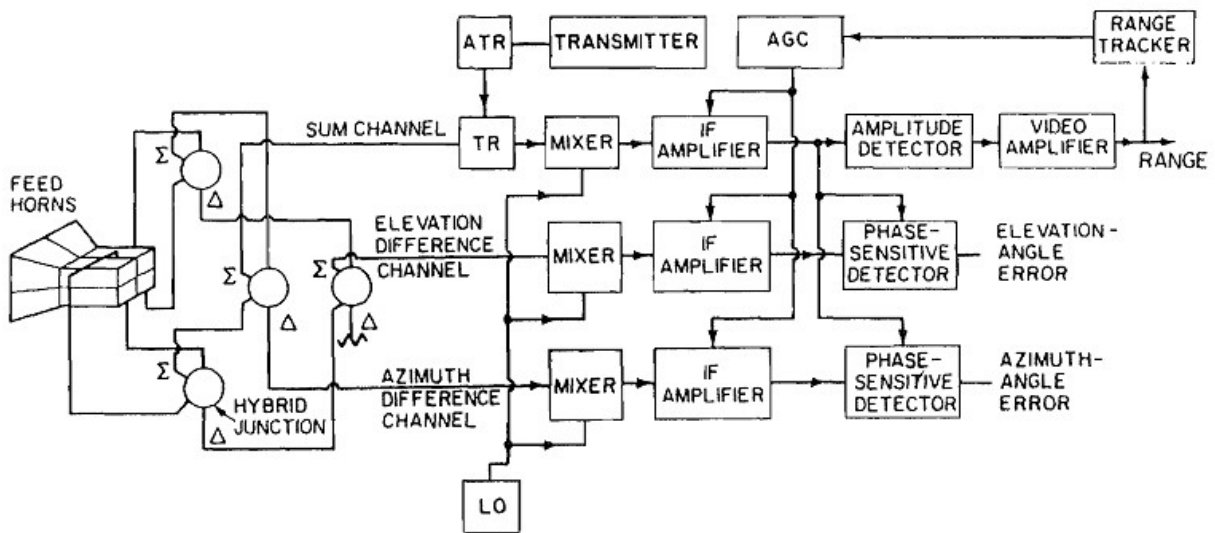 ATR
TRANSMITTER
AGC
RANGE
TRACKER
SUM CHANNEL
TR
MIXER
IF
AMPLIFIER
AMPLITUDE
DETECTOR
VIDEO
AMPLIFIER
RANGE
Σ
Δ
FEED
HORNS
ELEVATION
DIFFERENCE
CHANNEL
Σ
Δ
MIXER
IF
AMPLIFIER
PHASE-
SENSITIVE
DETECTOR
ELEVATION-
ANGLE
ERROR
Σ
Δ
Σ
Δ
HYBRID
JUNCTION
AZIMUTH
DIFFERENCE
CHANNEL
MIXER
IF
AMPLIFIER
PHASE-
SENSITIVE
DETECTOR
AZIMUTH-
ANGLE
ERROR
LO